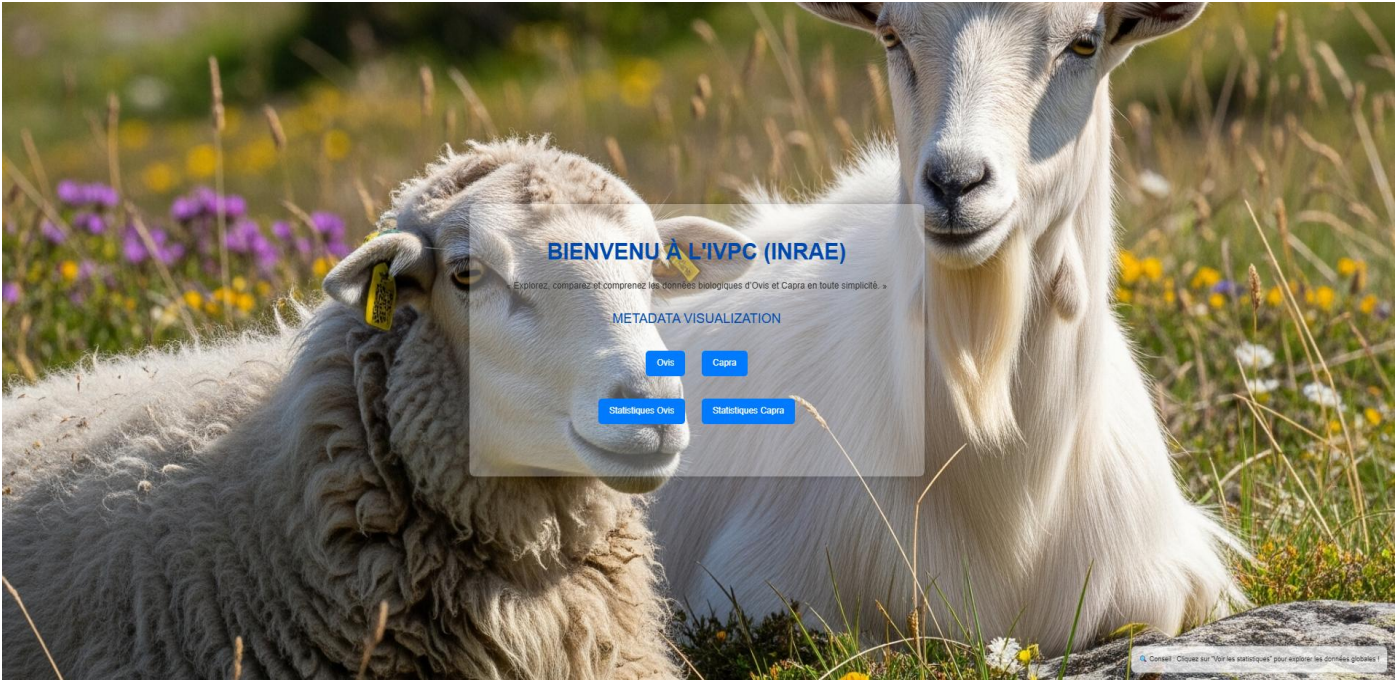 BIENVENU À L'IVPC (INRAE)
« Explorez, comparez et comprenez les données biologiques d'Ovis et Capra en toute simplicité. »
METADATA VISUALIZATION
Ovis
Capra
Statistiques Ovis
Statistiques Capra
🔍 Conseil : Cliquez sur "Voir les statistiques" pour explorer les données globales !